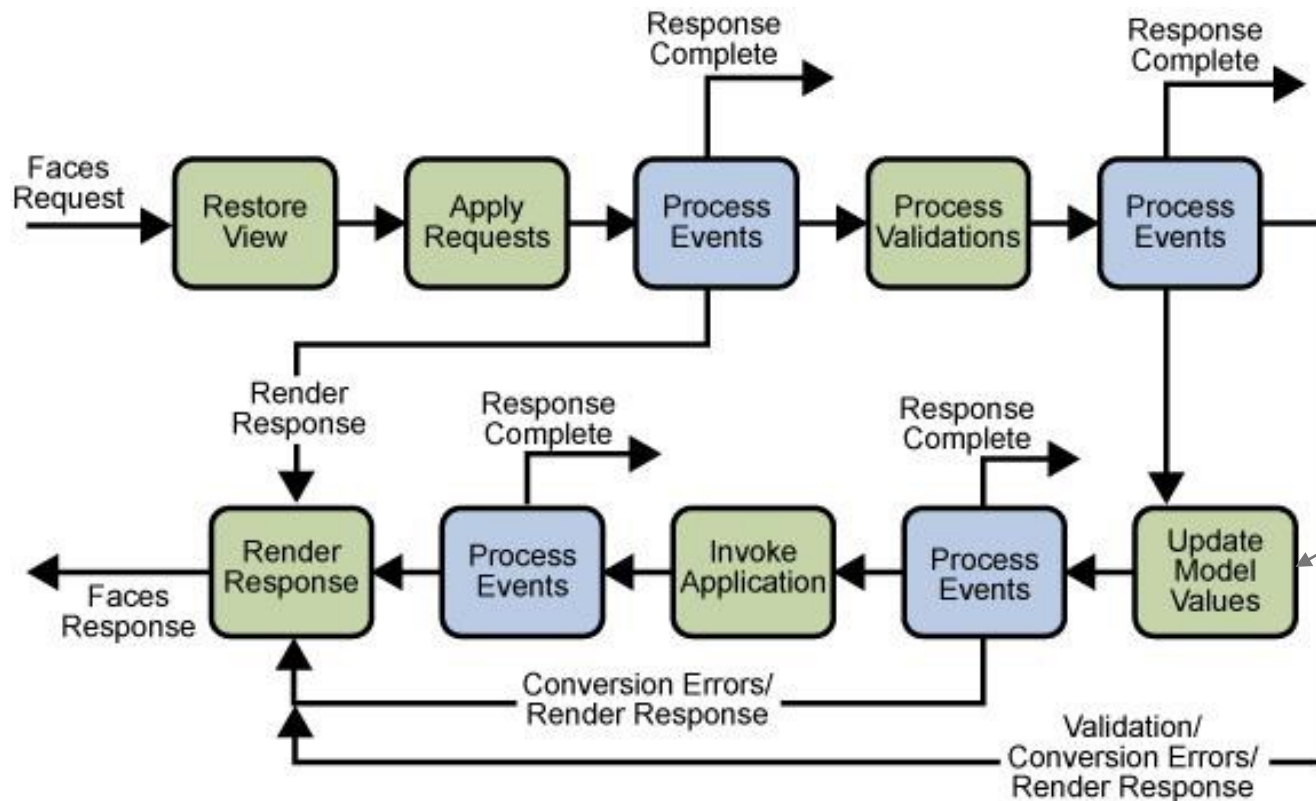 Response
Complete
Response
Complete
Faces
Request
Restore
View
Apply
Requests
Process
Events
Process
Validations
Process
Events
Render
Response
Response
Complete
Response
Complete
Render
Response
Process
Events
Invoke
Application
Process
Events
Update
Model
Values
Faces
Response
Conversion Errors/
Render Response
Validation/
Conversion Errors/
Render Response